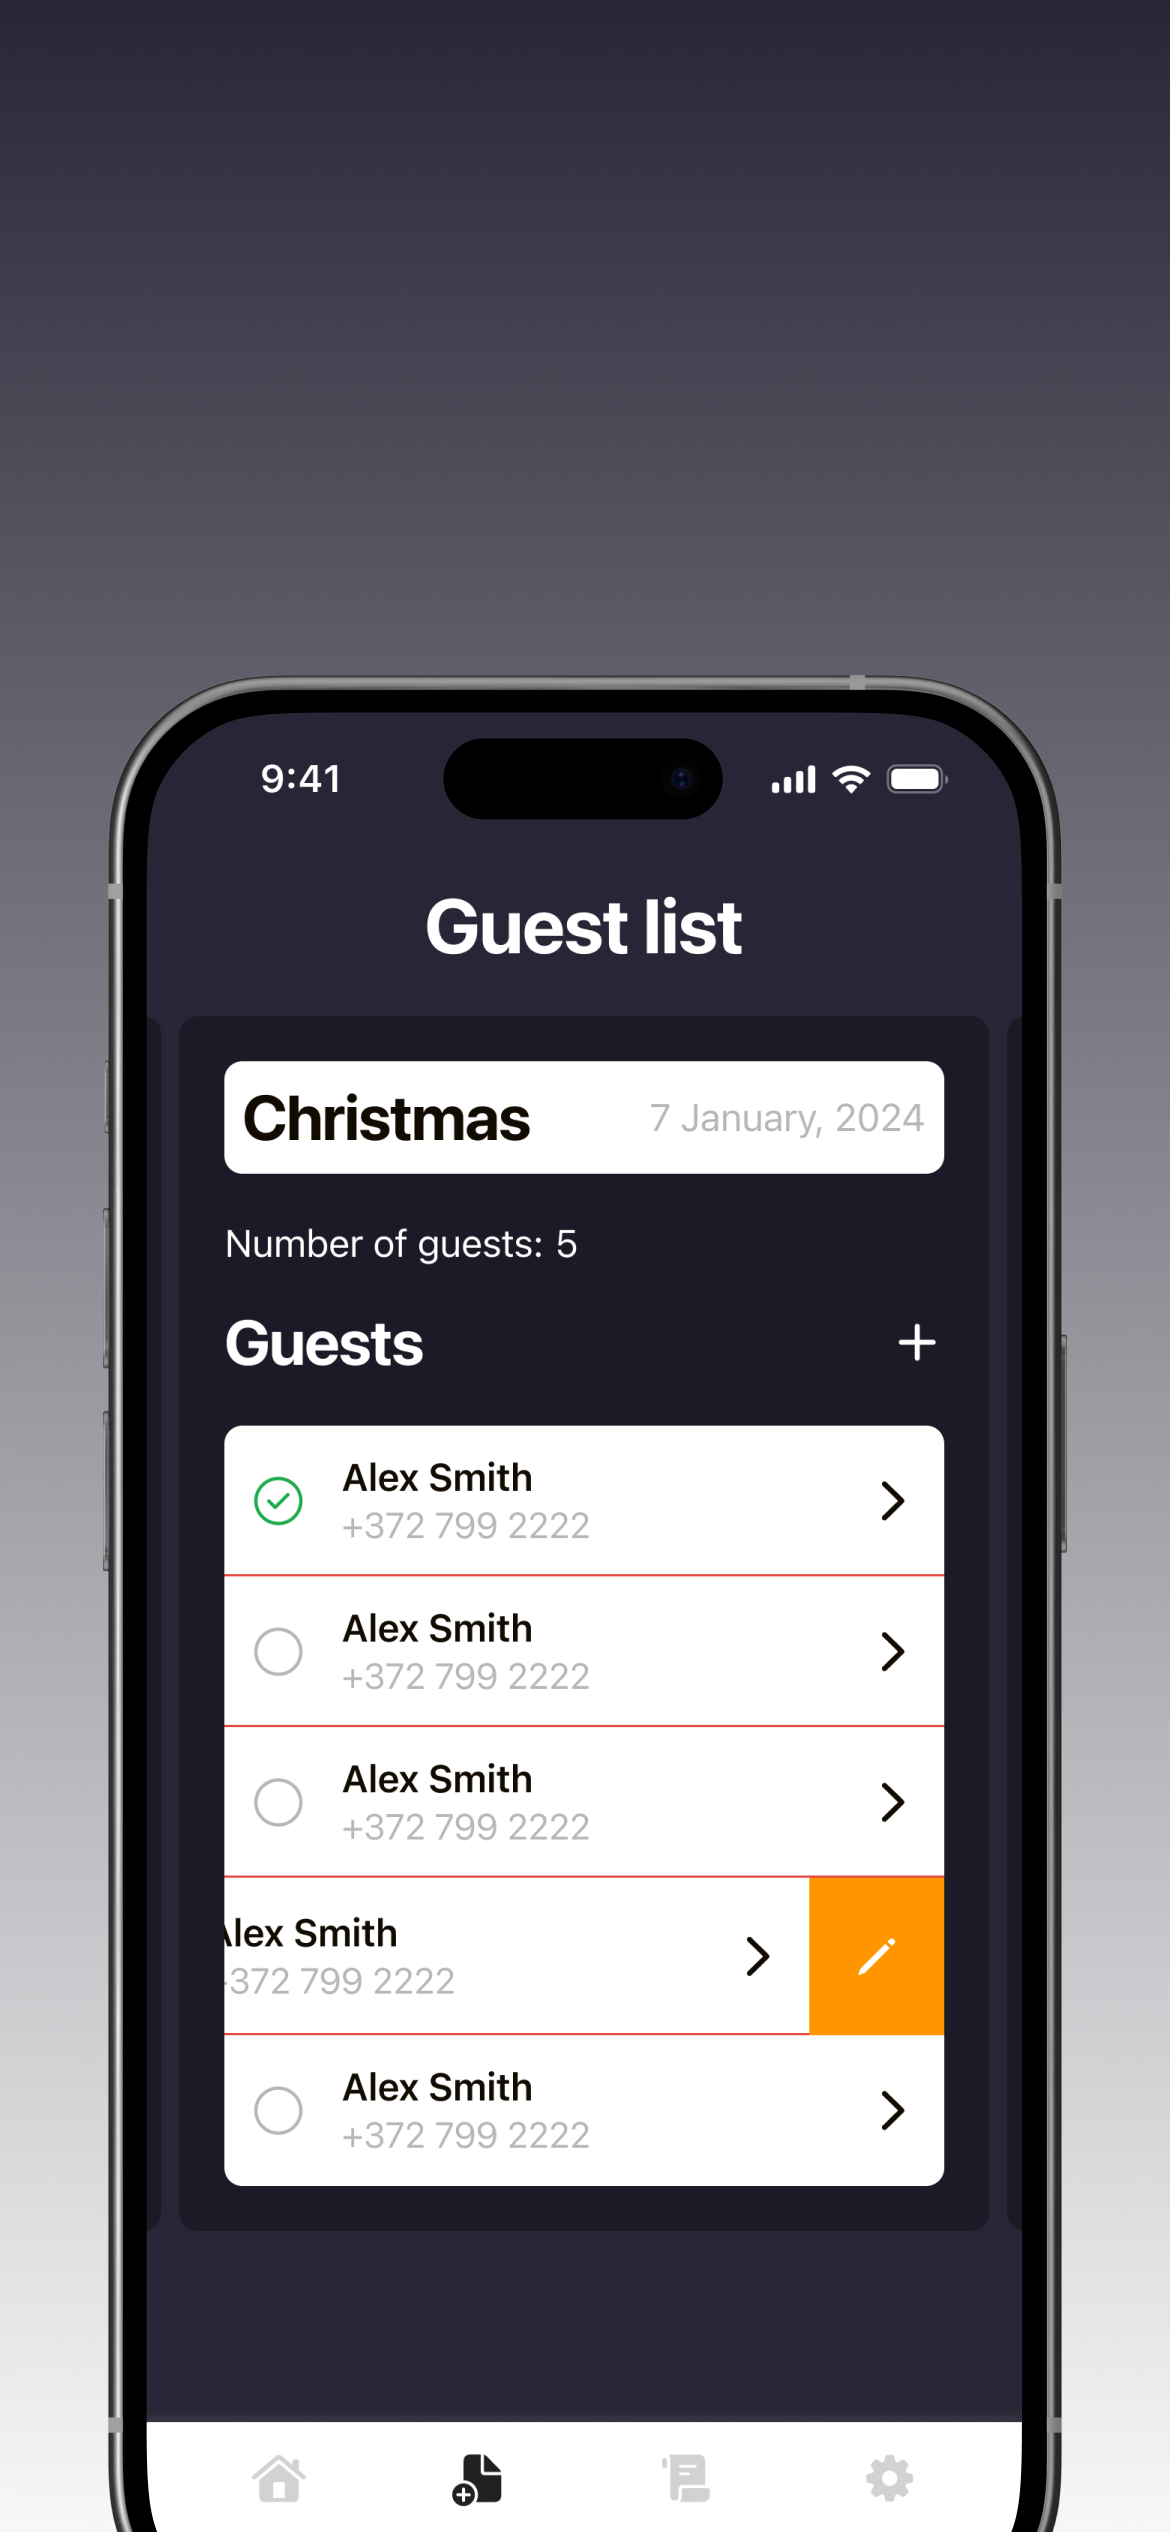 9:41
Guest list
Christmas
7 January, 2024
Number of guests: 5
Guests
Alex Smith
+372 799 2222
Alex Smith
+372 799 2222
Alex Smith
+372 799 2222
Alex Smith
+372 799 2222
Alex Smith
+372 799 2222